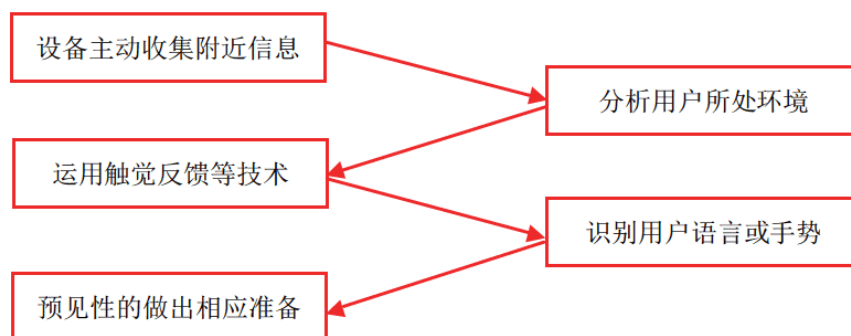 设备主动收集附近信息
分析用户所处环境
运用触觉反馈等技术
识别用户语言或手势
预见性的做出相应准备